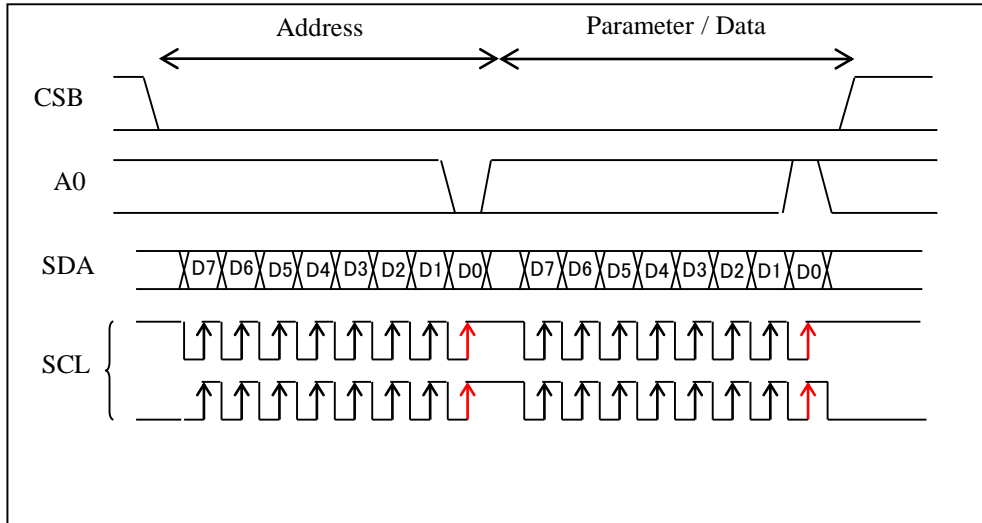 Address Parameter / Data
CSB
A0
SDA D7 D6 D5 D4 D3 D2 D1 D0 D7 D6 D5 D4 D3 D2 D1 D0
SCL